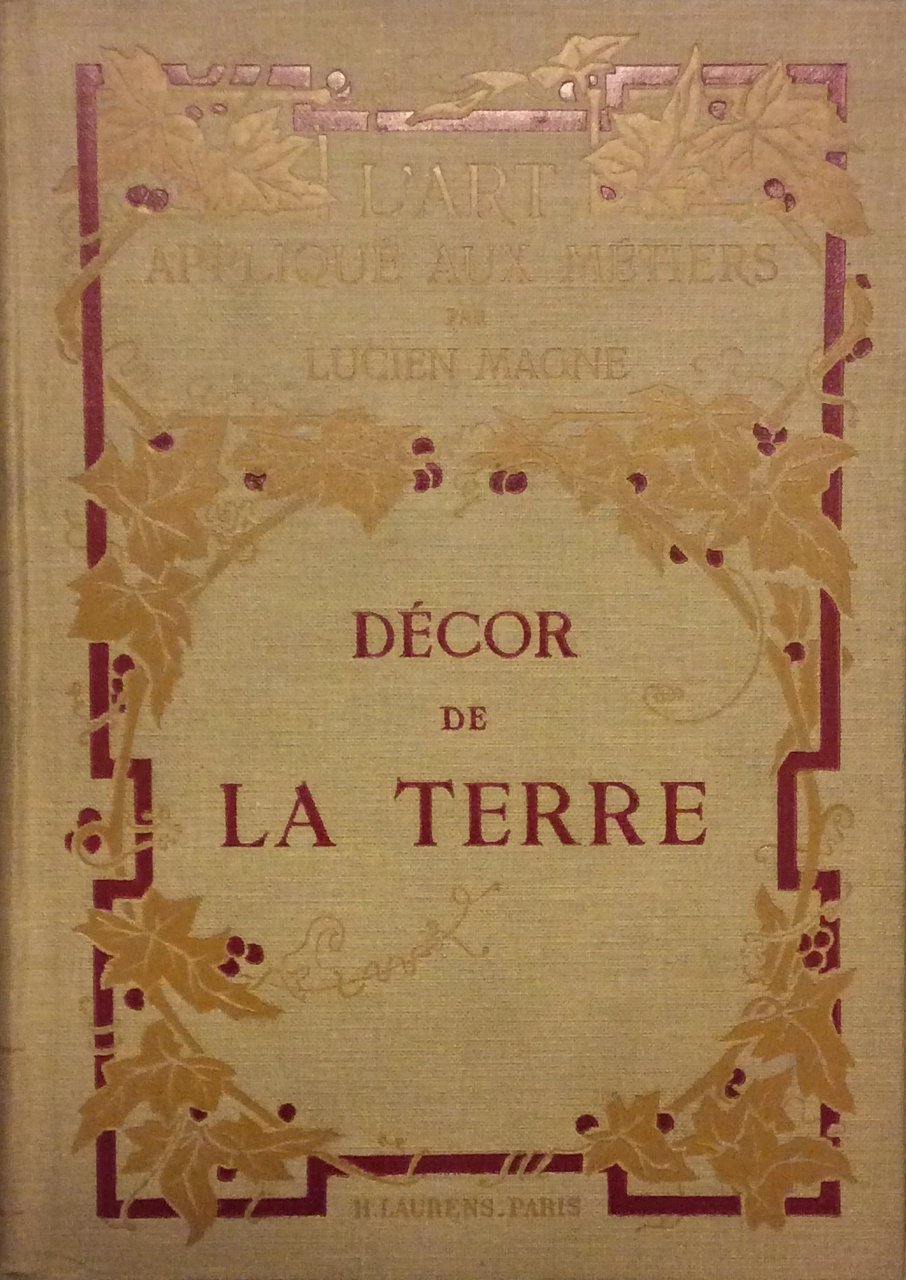 L'ART
APPLIQUÉ AUX MÉTIERS
PAR
LUCIEN MAGNE
DÉCOR
DE
LA TERRE
H. LAURENS. PARIS